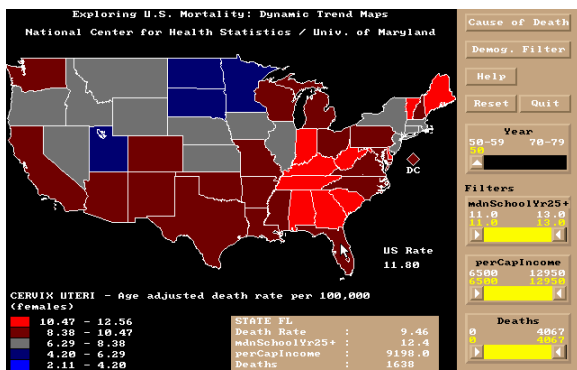 Exploring U.S. Mortality: Dynamic Trend Maps
National Center for Health Statistics / Univ. of Maryland
DC
US Rate
11.80
CERVIX UTERI - Age adjusted death rate per 100,000
(females)
10.47 - 12.56
8.38 - 10.47
6.29 - 8.38
4.20 - 6.29
2.11 - 4.20
STATE FL
Death Rate : 9.46
mdnSchoolYr25+ : 12.4
perCapIncome : 9198.0
Deaths : 1638
Cause of Death
Demog. Filter
Help
Reset Quit
Year
50-59 70-79
50
Filters
mdnSchoolYr25+
11.0 13.0
11.0 13.0
perCapIncome
6500 12950
6500 12950
Deaths
0 4067
0 4067